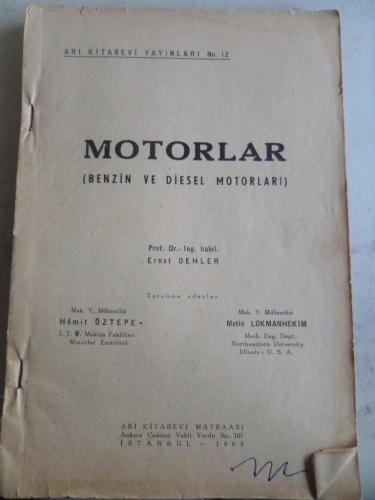 ARI KİTABEVİ YAYINLARI No. 12
MOTORLAR
(BENZİN VE DİESEL MOTORLARI)
Prof. Dr.-Ing. habil.
Ernst OEHLER
Tercüme edenler
Mak. Y. Mühendisi
Hâmit ÖZTEPE
İ. T. Ü. Makina Fakültesi
Motorlar Enstitüsü
Mak. Y. Mühendisi
Metin LOKMANHEKİM
Mech. Eng. Dept.
Northwestern University
Illinois - U. S. A.
ARI KİTABEVİ MATBAASI
Ankara Caddesi Vakit Yurdu No. 107
İSTANBUL - 1965